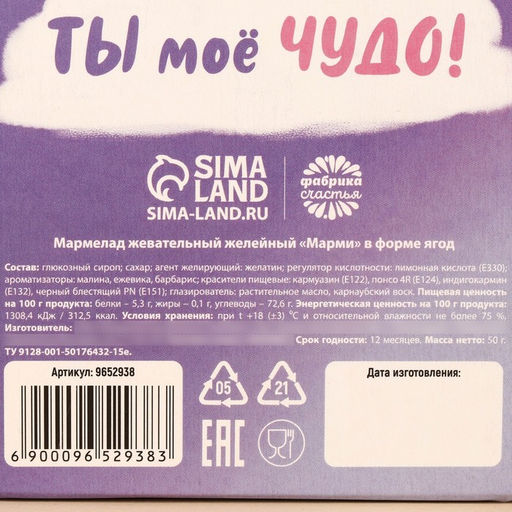 ТЫ моё ЧУДО!
SIMA
LAND
SIMA-LAND.RU
фабрика
счастья
Мармелад жевательный желейный «Марми» в форме ягод
Состав: глюкозный сироп; сахар; агент желирующий: желатин; регулятор кислотности: лимонная кислота (Е330);
ароматизаторы: малина, ежевика, барбарис; красители пищевые: кармуазин (Е122), понсо 4R (Е124), индигокармин
(Е132), черный блестящий PN (Е151); глазирователь: растительное масло, карнаубский воск. Пищевая ценность
на 100 г продукта: белки – 5,3 г, жиры – 0,1 г, углеводы – 72,6 г. Энергетическая ценность на 100 г продукта:
1308,4 кДж / 312,5 ккал. Условия хранения: при t +18 (±3) °С и относительной влажности не более 75 %.
Изготовитель:
Срок годности: 12 месяцев. Масса нетто: 50 г.
ТУ 9128-001-50176432-15е.
Артикул: 9652938
6 900096 529383
05
21
EAC
Дата изготовления: